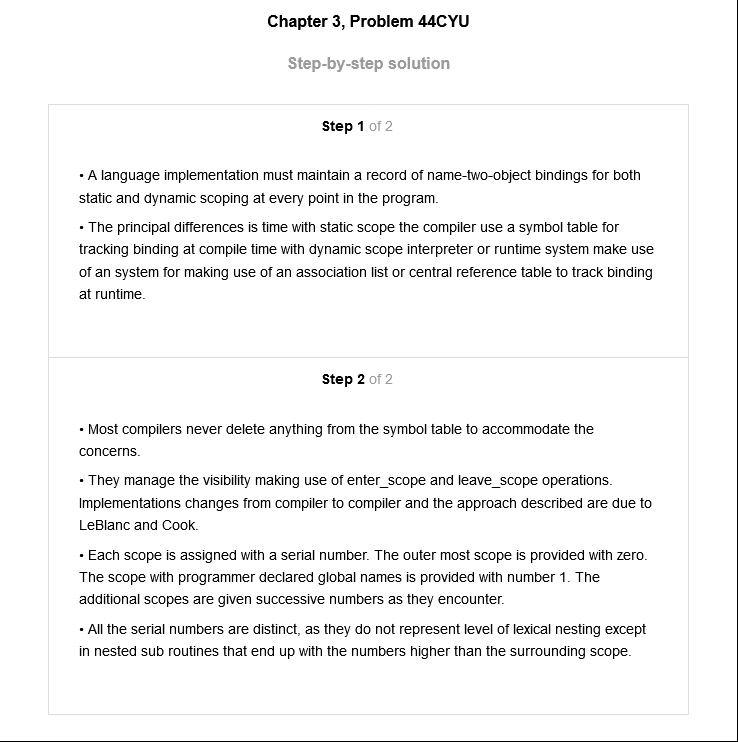 Chapter 3, Problem 44CYU
Step-by-step solution
Step 1 of 2
• A language implementation must maintain a record of name-two-object bindings for both
static and dynamic scoping at every point in the program.
• The principal differences is time with static scope the compiler use a symbol table for
tracking binding at compile time with dynamic scope interpreter or runtime system make use
of an system for making use of an association list or central reference table to track binding
at runtime.
Step 2 of 2
• Most compilers never delete anything from the symbol table to accommodate the
concerns.
• They manage the visibility making use of enter_scope and leave_scope operations.
Implementations changes from compiler to compiler and the approach described are due to
LeBlanc and Cook.
• Each scope is assigned with a serial number. The outer most scope is provided with zero.
The scope with programmer declared global names is provided with number 1. The
additional scopes are given successive numbers as they encounter.
• All the serial numbers are distinct, as they do not represent level of lexical nesting except
in nested sub routines that end up with the numbers higher than the surrounding scope.